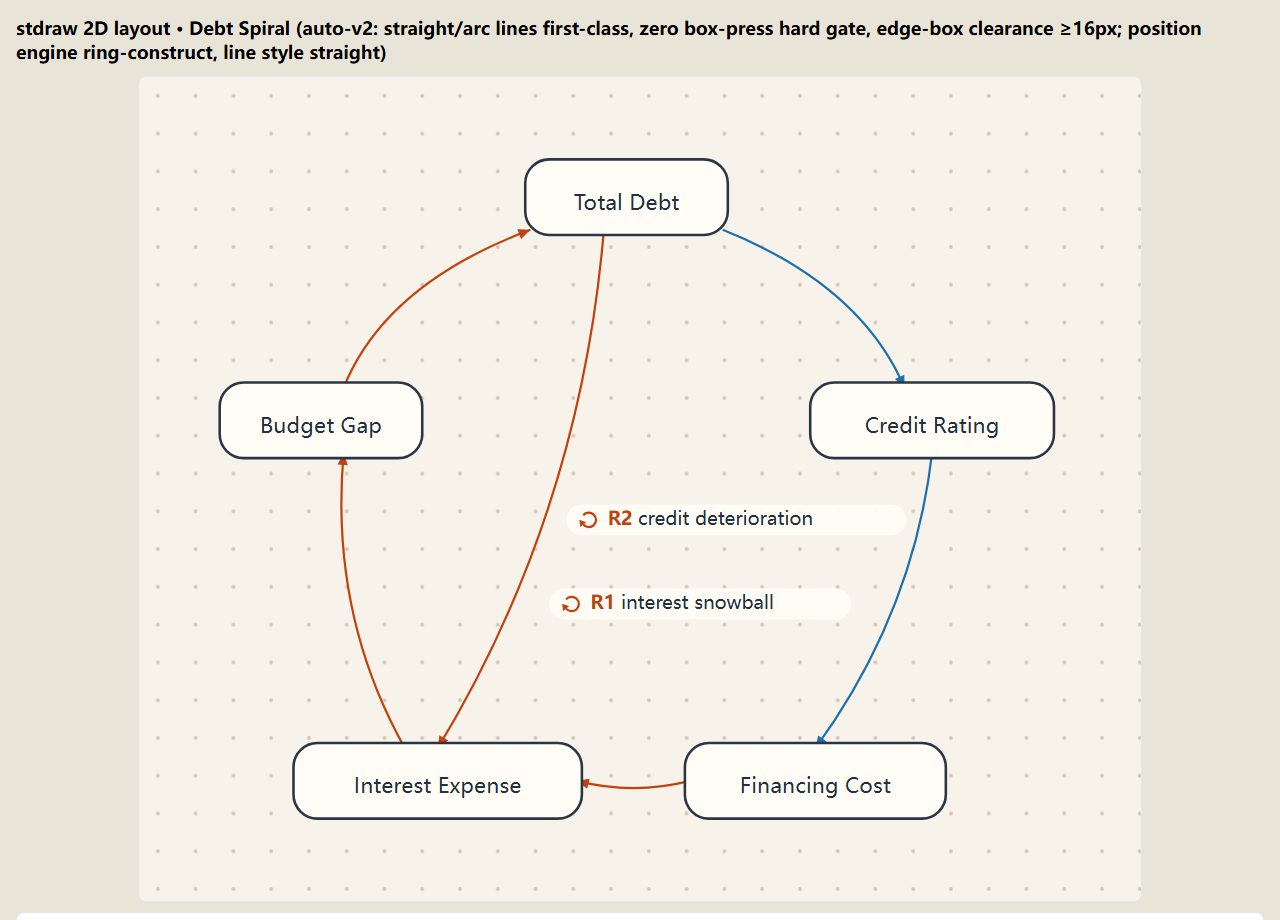 stdraw 2D layout • Debt Spiral (auto-v2: straight/arc lines first-class, zero box-press hard gate, edge-box clearance ≥16px; position
engine ring-construct, line style straight)
Total Debt
Budget Gap
Credit Rating
R2 credit deterioration
R1 interest snowball
Interest Expense
Financing Cost